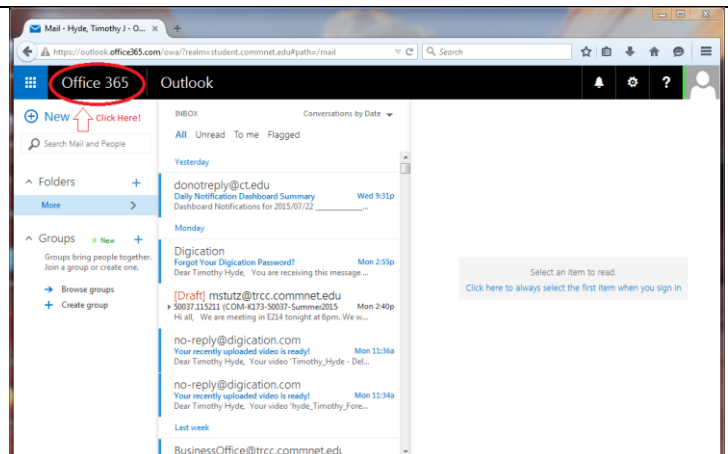 Mail - Hyde, Timothy J - O...
https://outlook.office365.com/owa/?realm=student.commnet.edu#path=/mail
Search
Office 365
Outlook
?
New
Click Here!
Search Mail and People
Folders
More
Groups
New
Groups bring people together.
Join a group or create one.
Browse groups
Create group
INBOX
Conversations by Date
All Unread To me Flagged
Yesterday
donotreply@ct.edu
Daily Notification Dashboard Summary Wed 9:31p
Dashboard Notifications for 2015/07/22 ___________...
Monday
Digication
Forgot Your Digication Password? Mon 2:55p
Dear Timothy Hyde, You are receiving this message ...
[Draft] mstutz@trcc.commnet.edu
50037.115211 (COM-K173-50037-Summer2015- Mon 2:40p
Hi all, We are meeting in E214 tonight at 6pm. We w...
no-reply@digication.com
Your recently uploaded video is ready! Mon 11:36a
Dear Timothy Hyde, Your video 'Timothy_Hyde - Del...
no-reply@digication.com
Your recently uploaded video is ready! Mon 11:34a
Dear Timothy Hyde, Your video 'hyde_Timothy_Fore...
Last week
BusinessOffice@trcc.commnet.edu
Select an item to read.
Click here to always select the first item when you sign in